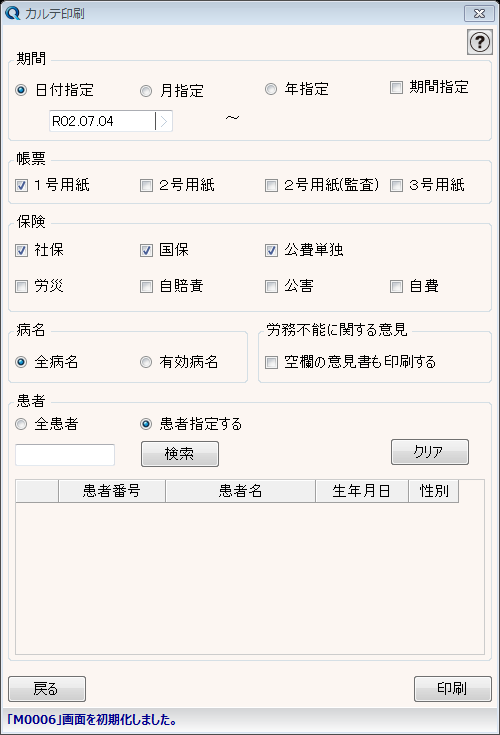 カルテ印刷
?
期間
日付指定 月指定 年指定 期間指定
R02.07.04 ～
帳票
１号用紙 ２号用紙 ２号用紙(監査) ３号用紙
保険
社保 国保 公費単独
労災 自賠責 公害 自費
病名
全病名 有効病名
労務不能に関する意見
空欄の意見書も印刷する
患者
全患者 患者指定する
検索 クリア
患者番号 患者名 生年月日 性別
戻る 印刷
「M0006」画面を初期化しました。